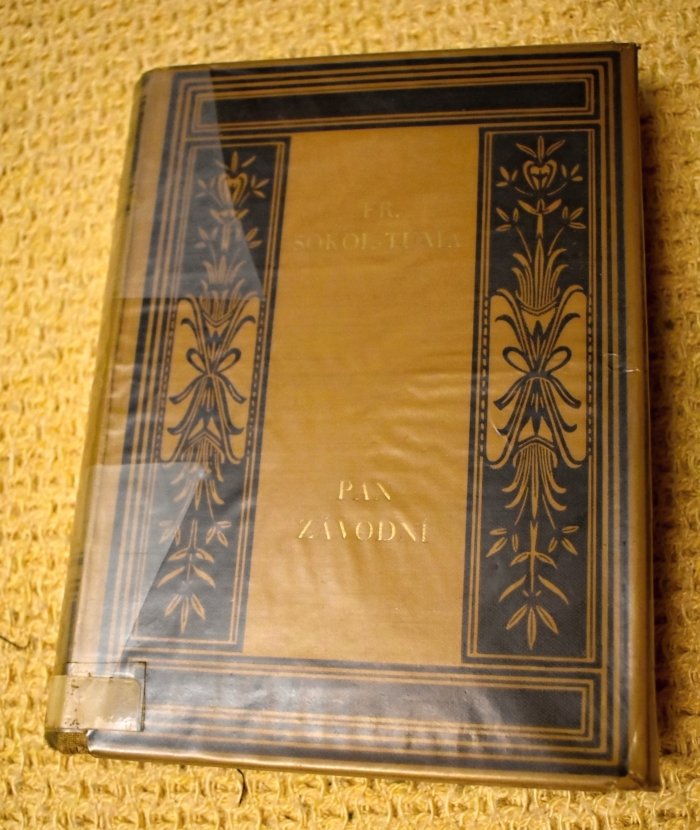 FR.
SOKOL-TŮMA
PAN
ZÁVODNÍ